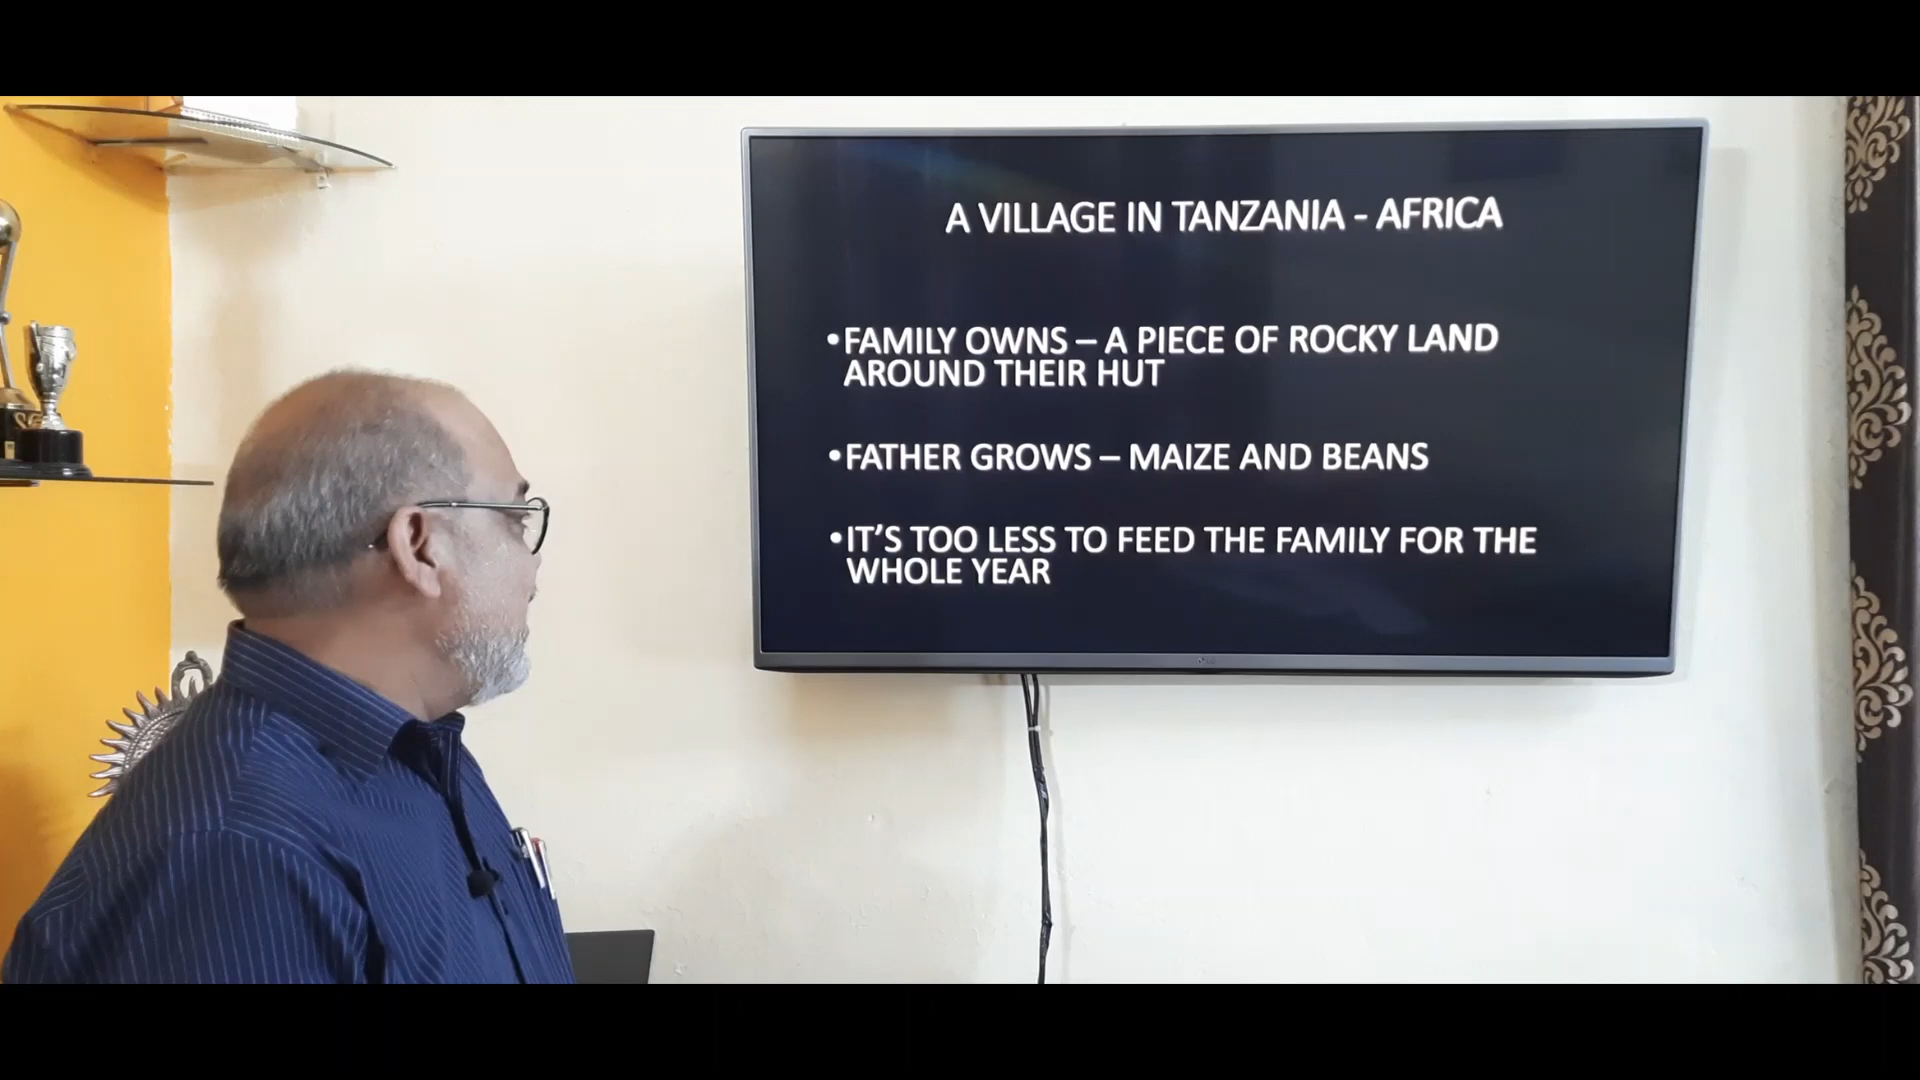 A VILLAGE IN TANZANIA - AFRICA
•FAMILY OWNS – A PIECE OF ROCKY LAND
AROUND THEIR HUT
•FATHER GROWS – MAIZE AND BEANS
•IT'S TOO LESS TO FEED THE FAMILY FOR THE
WHOLE YEAR